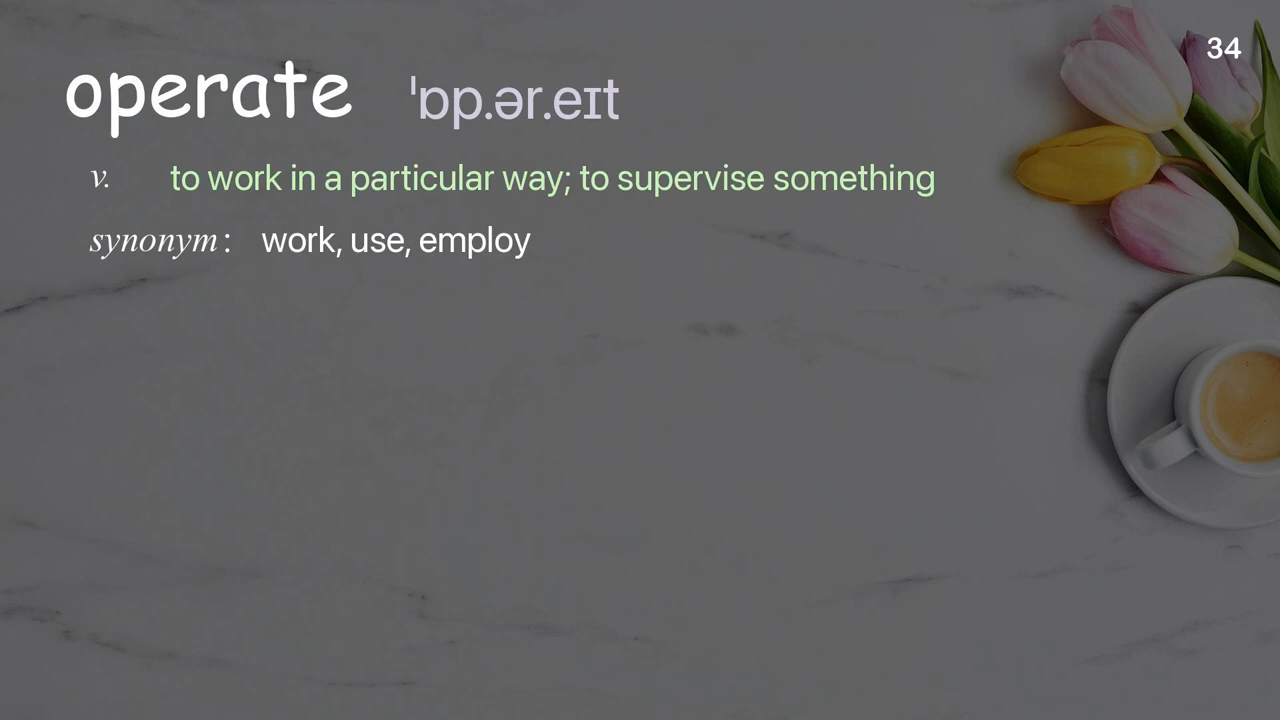 34
operate ˈɒp.ər.eɪt
v. to work in a particular way; to supervise something
synonym: work, use, employ